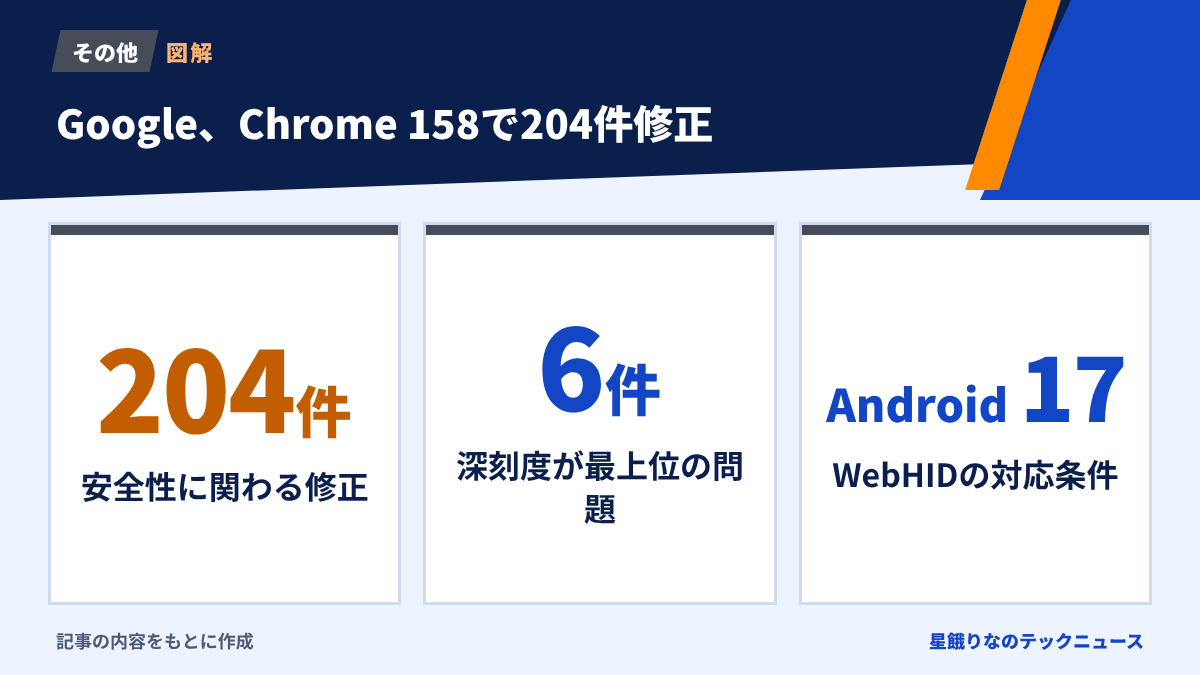 その他 図解
Google、Chrome 158で204件修正
204件
安全性に関わる修正
6件
深刻度が最上位の問
題
Android 17
WebHIDの対応条件
記事の内容をもとに作成
星餓りなのテックニュース